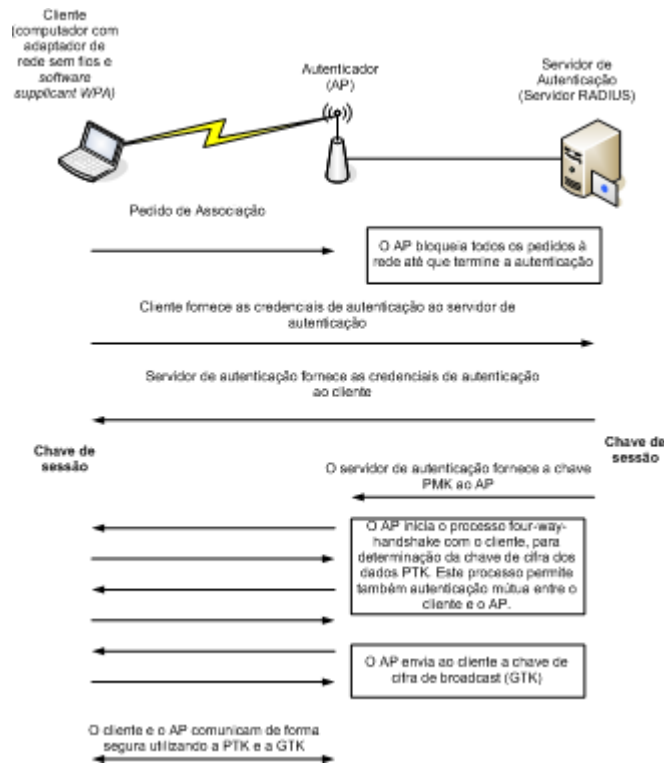 Cliente
(computador com
adaptador de
rede sem fios e
software
supplicant WPA)
Autenticador
(AP)
Servidor de
Autenticação
(Servidor RADIUS)
Pedido de Associação
O AP bloqueia todos os pedidos à
rede até que termine a autenticação
Cliente fornece as credenciais de autenticação ao servidor de
autenticação
Servidor de autenticação fornece as credenciais de autenticação
ao cliente
Chave de
sessão
Chave de
sessão
O servidor de autenticação fornece a chave
PMK ao AP
O AP inicia o processo four-way-
handshake com o cliente, para
determinação da chave de cifra dos
dados PTK. Este processo permite
também autenticação mútua entre o
cliente e o AP.
O AP envia ao cliente a chave de
cifra de broadcast (GTK)
O cliente e o AP comunicam de forma
segura utilizando a PTK e a GTK